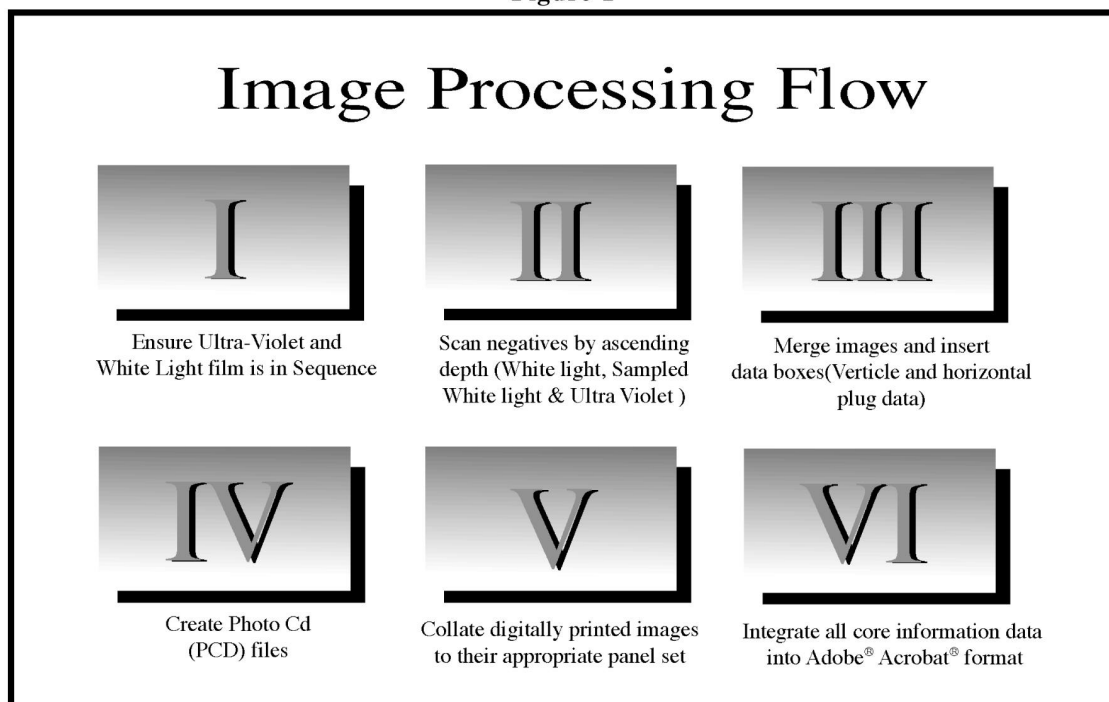 Image Processing Flow
I
Ensure Ultra-Violet and
White Light film is in Sequence
II
Scan negatives by ascending
depth (White light, Sampled
White light & Ultra Violet )
III
Merge images and insert
data boxes(Verticle and horizontal
plug data)
IV
Create Photo Cd
(PCD) files
V
Collate digitally printed images
to their appropriate panel set
VI
Integrate all core information data
into Adobe® Acrobat® format